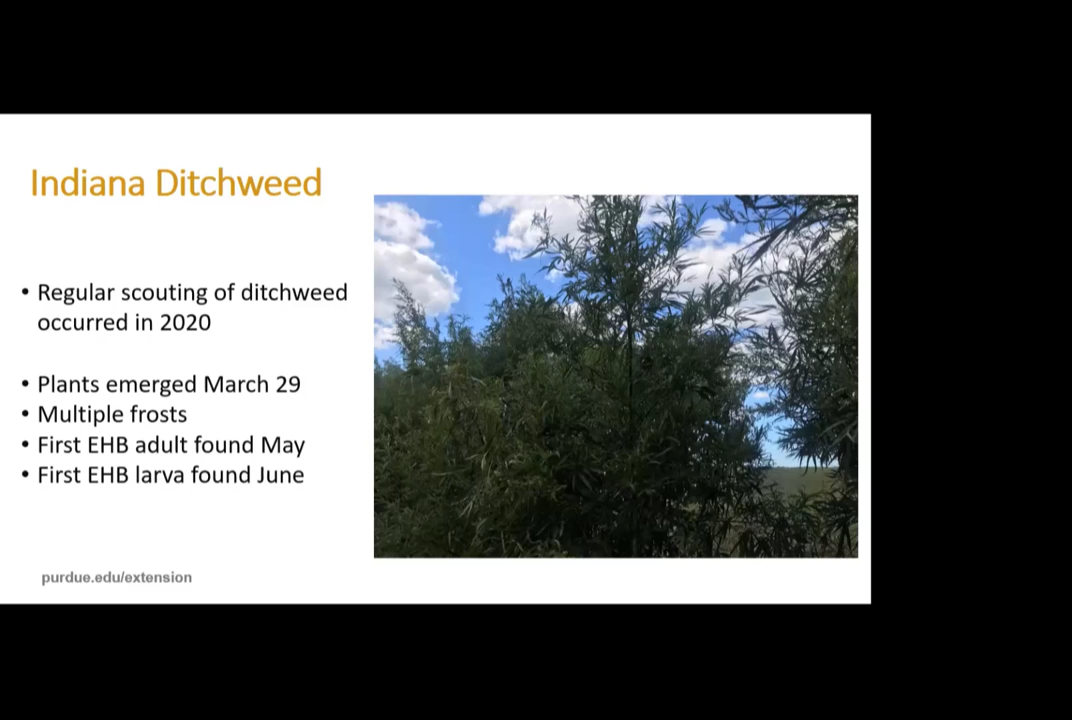 Indiana Ditchweed
• Regular scouting of ditchweed
occurred in 2020
• Plants emerged March 29
• Multiple frosts
• First EHB adult found May
• First EHB larva found June
purdue.edu/extension